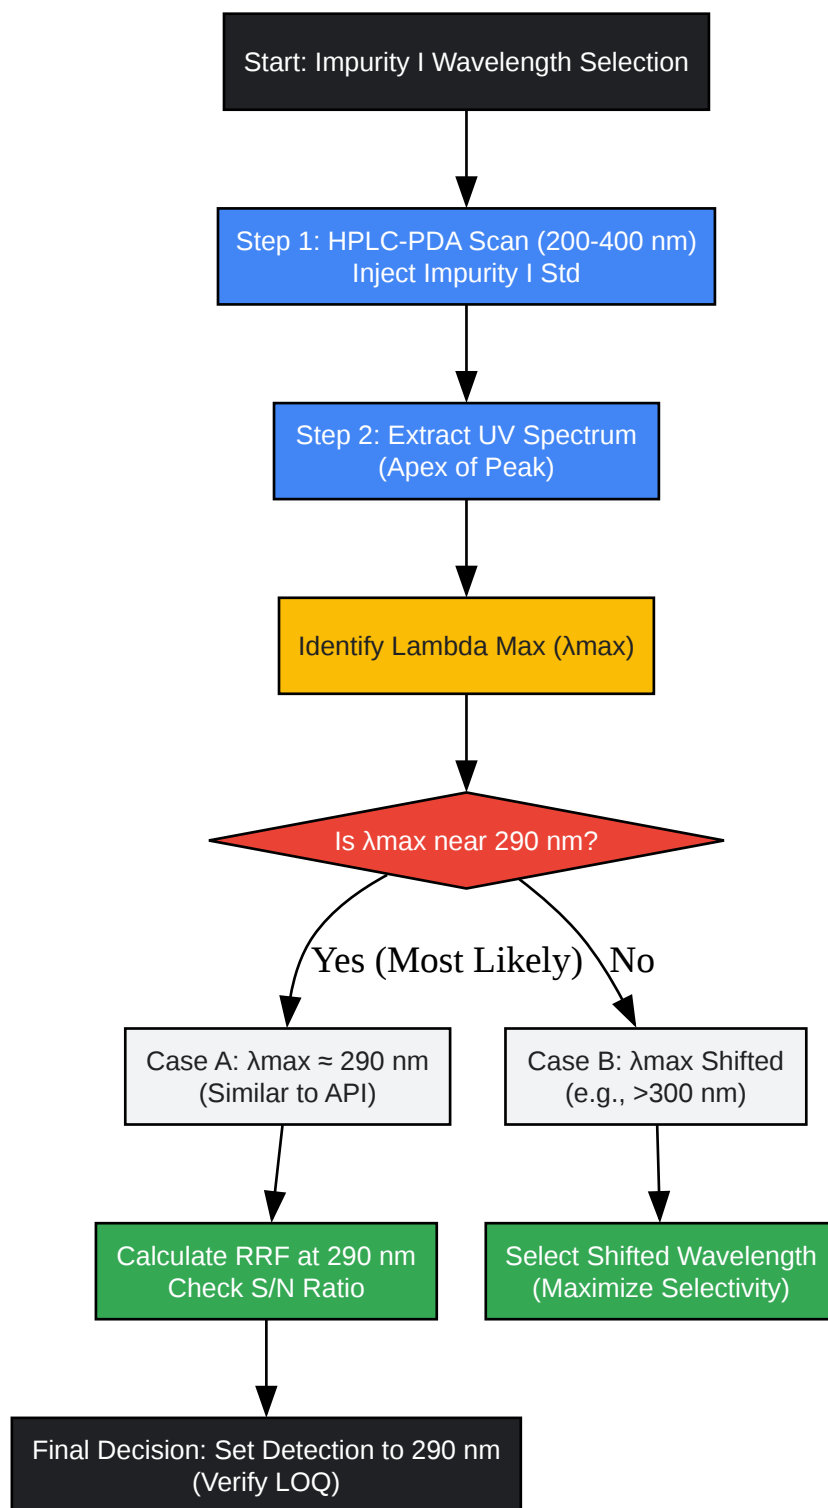 Start: Impurity I Wavelength Selection
Step 1: HPLC-PDA Scan (200-400 nm)
Inject Impurity I Std
Step 2: Extract UV Spectrum
(Apex of Peak)
Identify Lambda Max (λmax)
Is λmax near 290 nm?
Yes (Most Likely)
No
Case A: λmax ≈ 290 nm
(Similar to API)
Case B: λmax Shifted
(e.g., >300 nm)
Calculate RRF at 290 nm
Check S/N Ratio
Select Shifted Wavelength
(Maximize Selectivity)
Final Decision: Set Detection to 290 nm
(Verify LOQ)